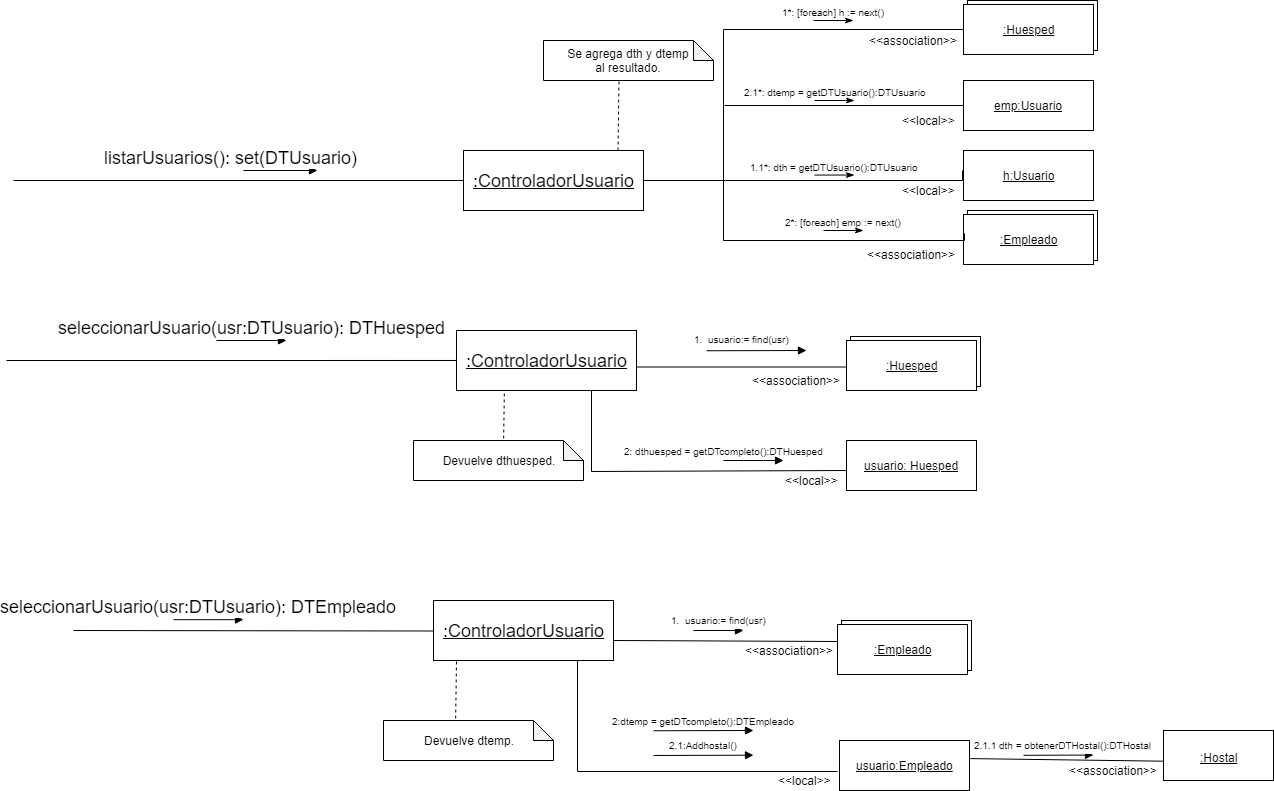 1*: [foreach] h := next()
<<association>>
:Huesped
Se agrega dth y dtemp
al resultado.
2.1*: dtemp = getDTUsuario():DTUsuario
<<local>>
emp:Usuario
listarUsuarios(): set(DTUsuario)
:ControladorUsuario
1.1*: dth = getDTUsuario():DTUsuario
<<local>>
h:Usuario
2*: [foreach] emp := next()
<<association>>
:Empleado
seleccionarUsuario(usr:DTUsuario): DTHuesped
:ControladorUsuario
1. usuario:= find(usr)
<<association>>
:Huesped
Devuelve dthuesped.
2: dthuesped = getDTcompleto():DTHuesped
<<local>>
usuario: Huesped
seleccionarUsuario(usr:DTUsuario): DTEmpleado
:ControladorUsuario
1. usuario:= find(usr)
<<association>>
:Empleado
Devuelve dtemp.
2:dtemp = getDTcompleto():DTEmpleado
2.1:Addhostal()
<<local>>
usuario:Empleado
2.1.1 dth = obtenerDTHostal():DTHostal
<<association>>
:Hostal